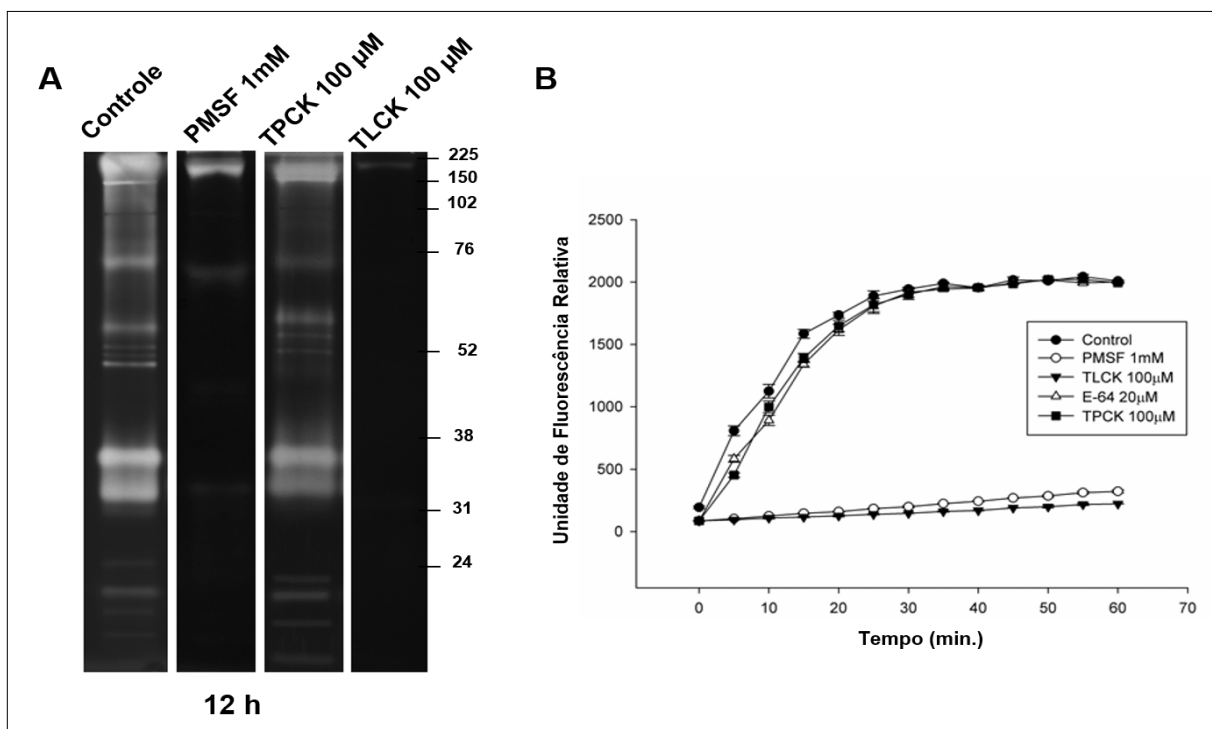 A
Controle
PMSF 1mM
TPCK 100 µM
TLCK 100 µM
225
150
102
76
52
38
31
24
12 h
B
Unidade de Fluorescência Relativa
2500
2000
1500
1000
500
0
Control
PMSF 1mM
TLCK 100µM
E-64 20µM
TPCK 100µM
0 10 20 30 40 50 60 70
Tempo (min.)